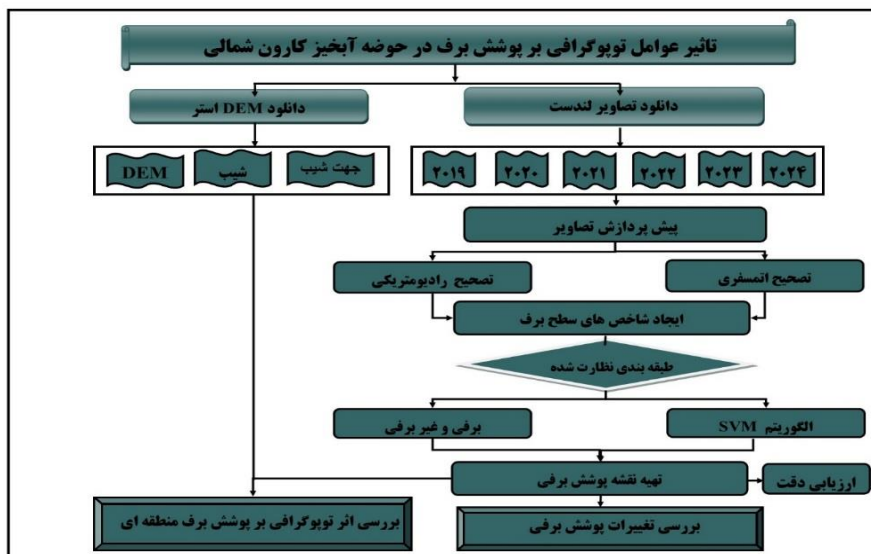 تاثیر عوامل توپوگرافی بر پوشش برف در حوضه آبخیز کارون شمالی
دانلود تصاویر لندست
دانلود DEM استر
۲۰۲۴
۲۰۲۳
۲۰۲۲
۲۰۲۱
۲۰۲۰
۲۰۱۹
جهت شیب
شیب
DEM
پیش پردازش تصاویر
تصحیح اتمسفری
تصحیح رادیومتریکی
ایجاد شاخص های سطح برف
طبقه بندی نظارت شده
الگوریتم SVM
برفی و غیر برفی
تهیه نقشه پوشش برفی
ارزیابی دقت
بررسی تغییرات پوشش برفی
بررسی اثر توپوگرافی بر پوشش برف منطقه ای